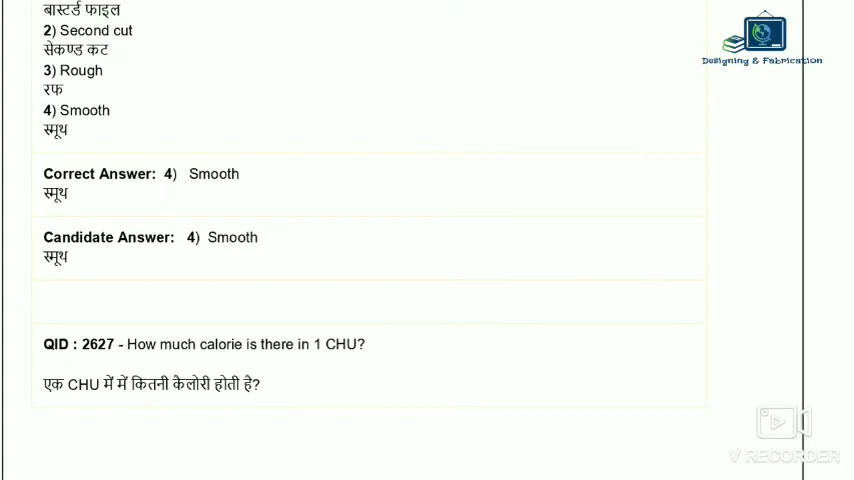 बास्टर्ड फाइल
2) Second cut
सेकण्ड कट
3) Rough
रफ
4) Smooth
स्मूथ
Designing & Fabrication
Correct Answer: 4) Smooth
स्मूथ
Candidate Answer: 4) Smooth
स्मूथ
QID : 2627 - How much calorie is there in 1 CHU?
एक CHU में में कितनी कैलोरी होती है?
V RECORDER